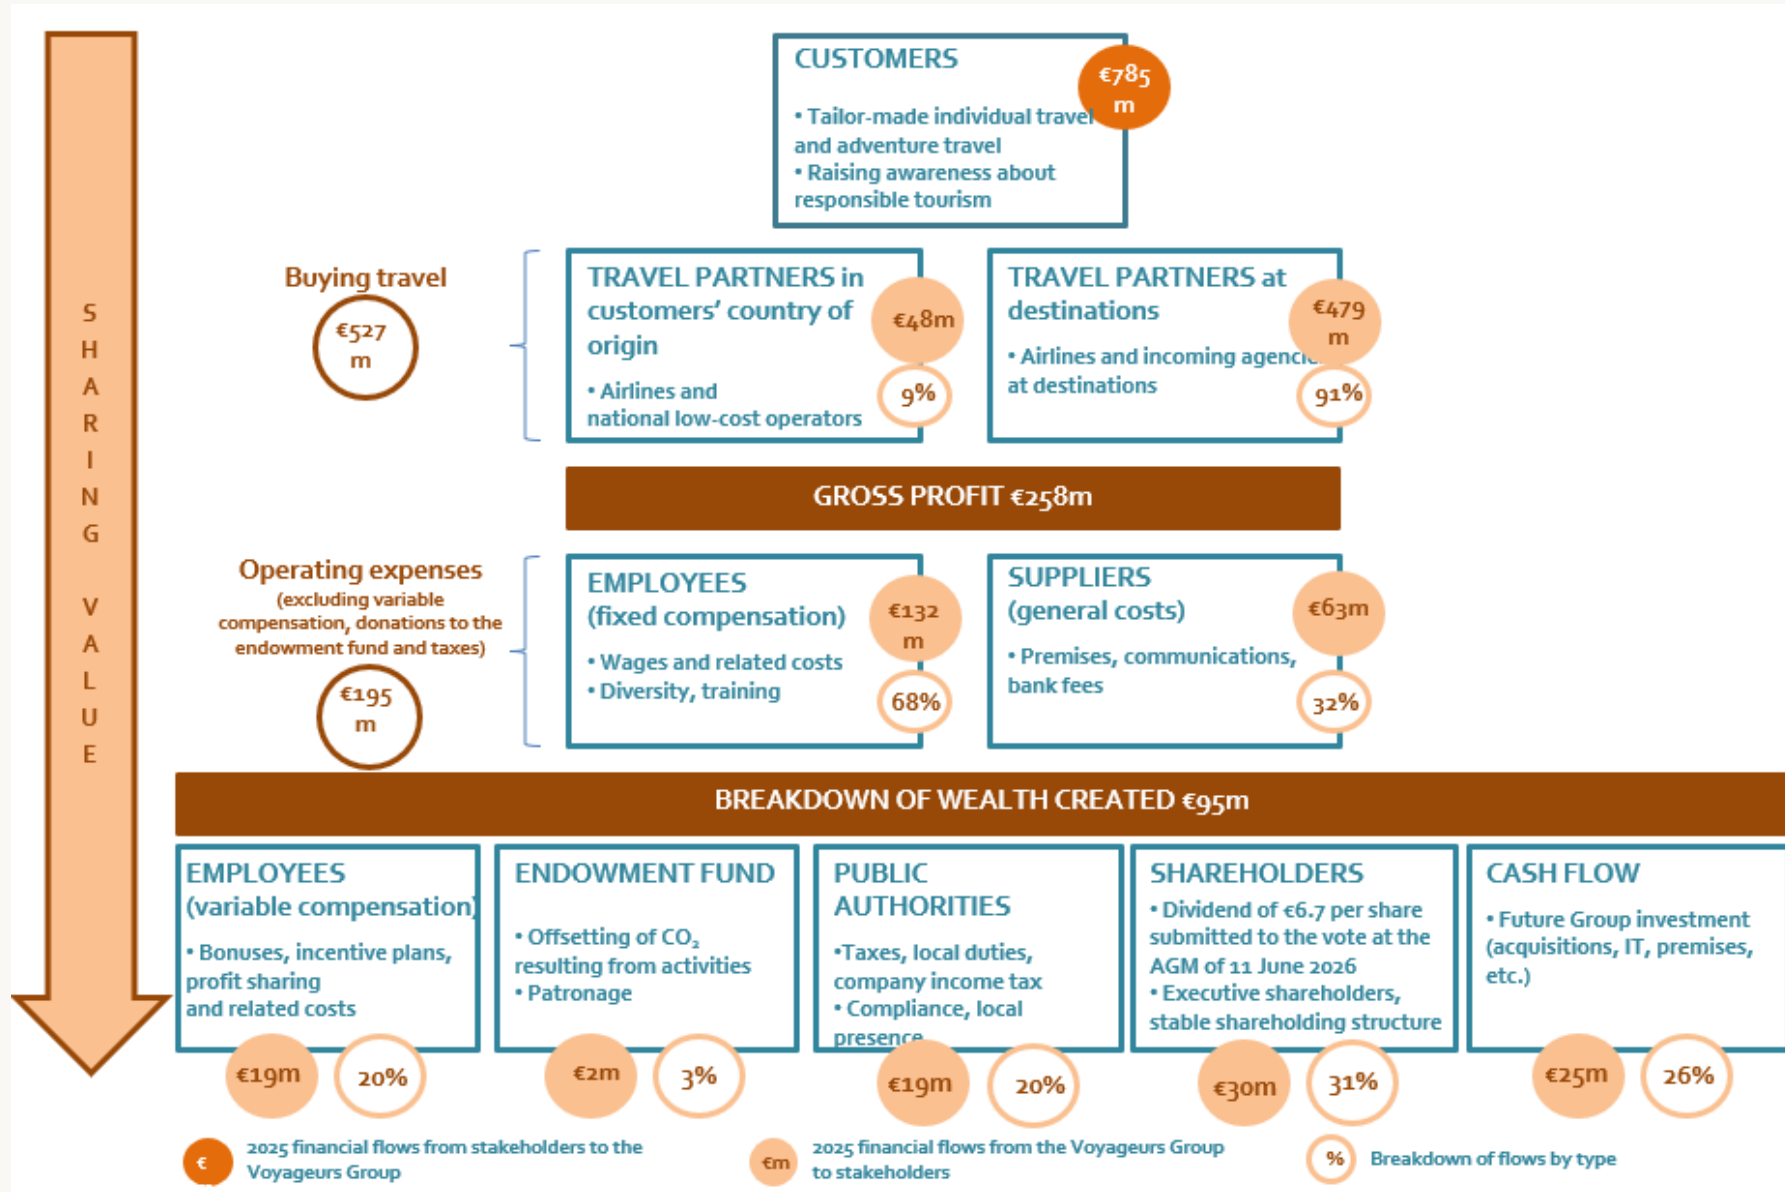 SHARING VALUE
CUSTOMERS
€785
m
• Tailor-made individual travel
and adventure travel
• Raising awareness about
responsible tourism
Buying travel
€527
m
TRAVEL PARTNERS in
customers’ country of
origin
€48m
• Airlines and
national low-cost operators
9%
TRAVEL PARTNERS at
destinations
€479
m
• Airlines and incoming agencie
at destinations
91%
GROSS PROFIT €258m
Operating expenses
(excluding variable
compensation, donations to the
endowment fund and taxes)
€195
m
EMPLOYEES
(fixed compensation)
€132
m
• Wages and related costs
• Diversity, training
68%
SUPPLIERS
(general costs)
€63m
• Premises, communications,
bank fees
32%
BREAKDOWN OF WEALTH CREATED €95m
EMPLOYEES
(variable compensation)
• Bonuses, incentive plans,
profit sharing
and related costs
€19m
20%
ENDOWMENT FUND
• Offsetting of CO₂
resulting from activities
• Patronage
€2m
3%
PUBLIC
AUTHORITIES
•Taxes, local duties,
company income tax
• Compliance, local
presence
€19m
20%
SHAREHOLDERS
• Dividend of €6.7 per share
submitted to the vote at the
AGM of 11 June 2026
• Executive shareholders,
stable shareholding structure
€30m
31%
CASH FLOW
• Future Group investment
(acquisitions, IT, premises,
etc.)
€25m
26%
€
2025 financial flows from stakeholders to the
Voyageurs Group
€m
2025 financial flows from the Voyageurs Group
to stakeholders
%
Breakdown of flows by type